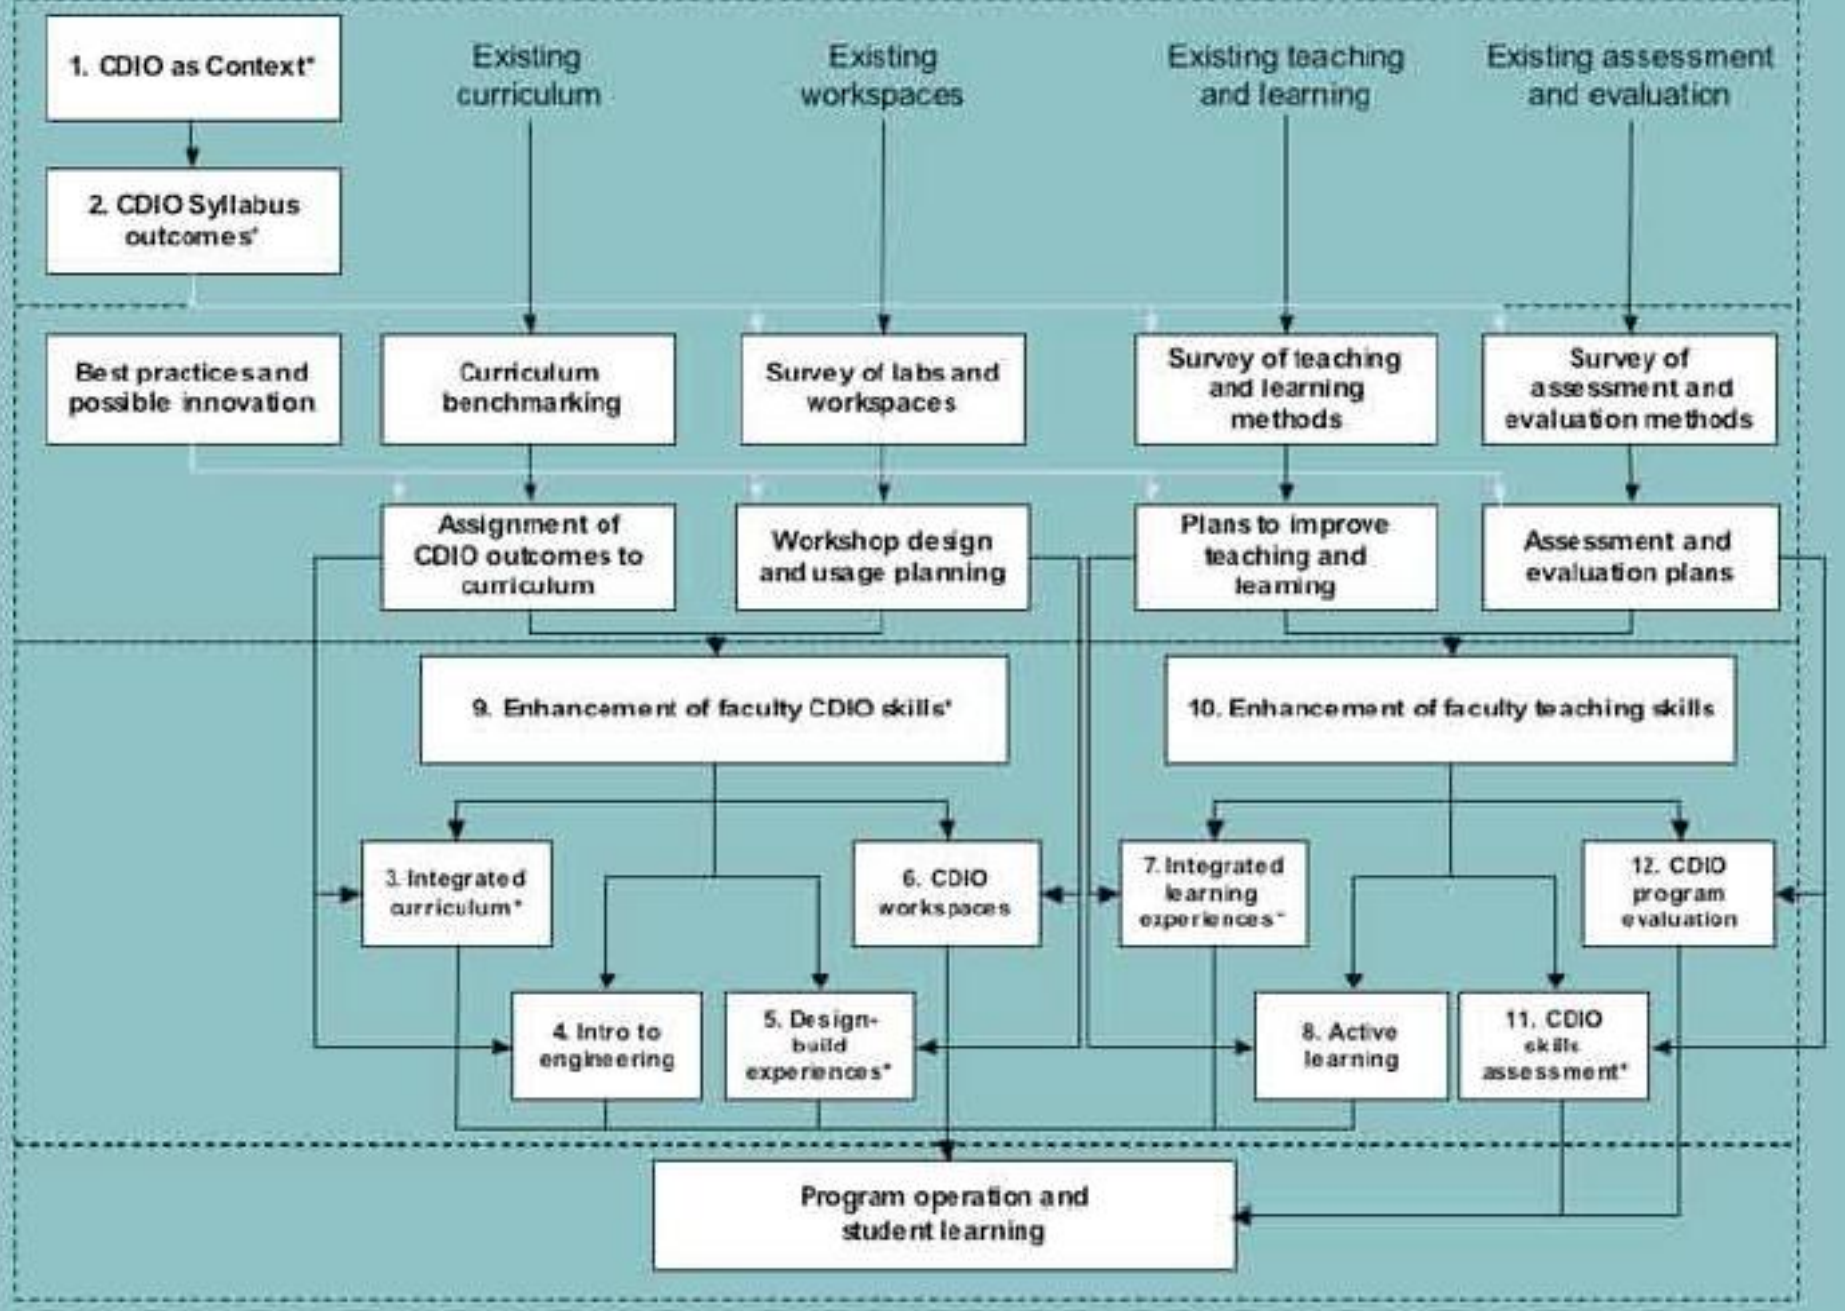 1. CDIO as Context*
Existing
curriculum
Existing
workspaces
Existing teaching
and learning
Existing assessment
and evaluation
2. CDIO Syllabus
outcomes*
Best practices and
possible innovation
Curriculum
benchmarking
Survey of labs and
workspaces
Survey of teaching
and learning
methods
Survey of
assessment and
evaluation methods
Assignment of
CDIO outcomes to
curriculum
Workshop design
and usage planning
Plans to improve
teaching and
learning
Assessment and
evaluation plans
9. Enhancement of faculty CDIO skills*
10. Enhancement of faculty teaching skills
3. Integrated
curriculum*
6. CDIO
workspaces
7. Integrated
learning
experiences*
12. CDIO
program
evaluation
4. Intro to
engineering
5. Design-
build
experiences*
8. Active
learning
11. CDIO
skills
assessment*
Program operation and
student learning